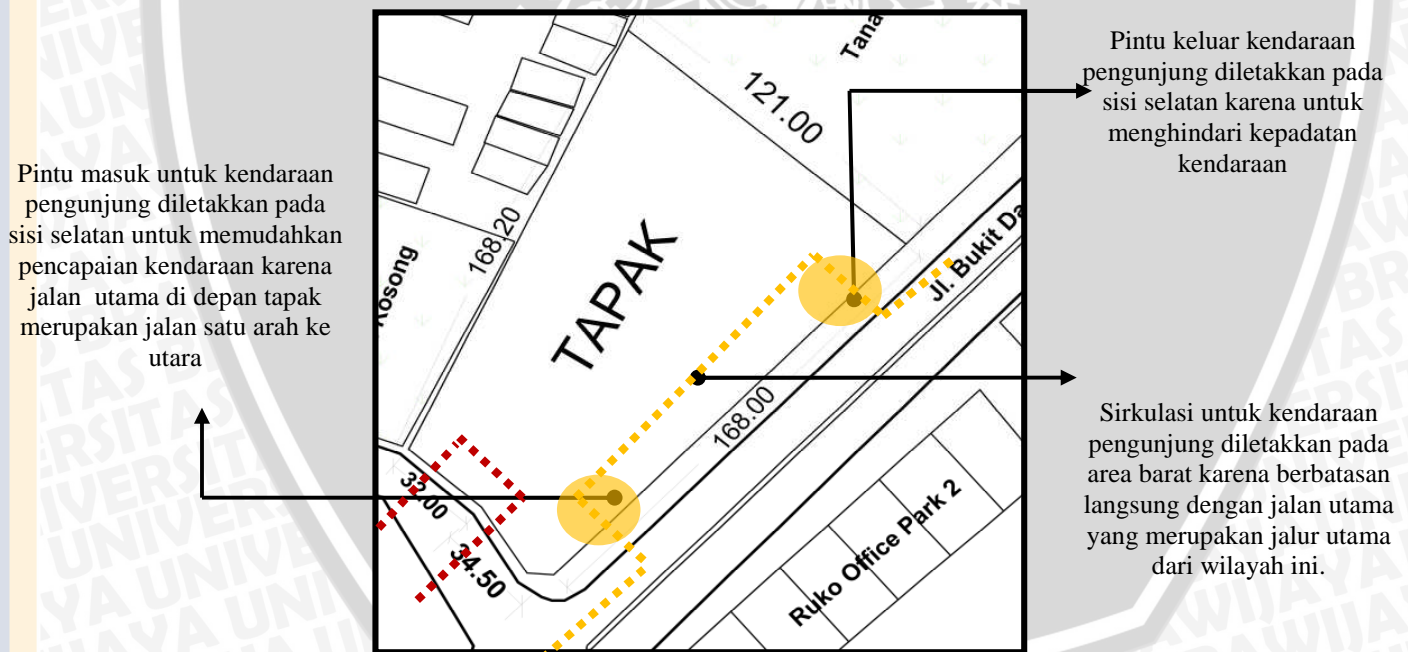 Pintu masuk untuk kendaraan
pengunjung diletakkan pada
sisi selatan untuk memudahkan
pencapaian kendaraan karena
jalan utama di depan tapak
merupakan jalan satu arah ke
utara
Tana
121.00
168,20
TAPAK
Kosong
Jl. Bukit Da
168.00
32.00
34.50
Ruko Office Park 2
Pintu keluar kendaraan
pengunjung diletakkan pada
sisi selatan karena untuk
menghindari kepadatan
kendaraan
Sirkulasi untuk kendaraan
pengunjung diletakkan pada
area barat karena berbatasan
langsung dengan jalan utama
yang merupakan jalur utama
dari wilayah ini.